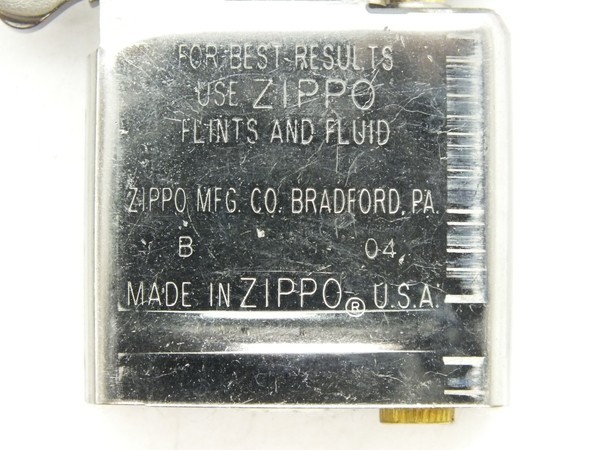 FOR BEST RESULTS
USE ZIPPO
FLINTS AND FLUID
ZIPPO MFG. CO. BRADFORD, PA.
B 04
MADE IN ZIPPO® U.S.A.